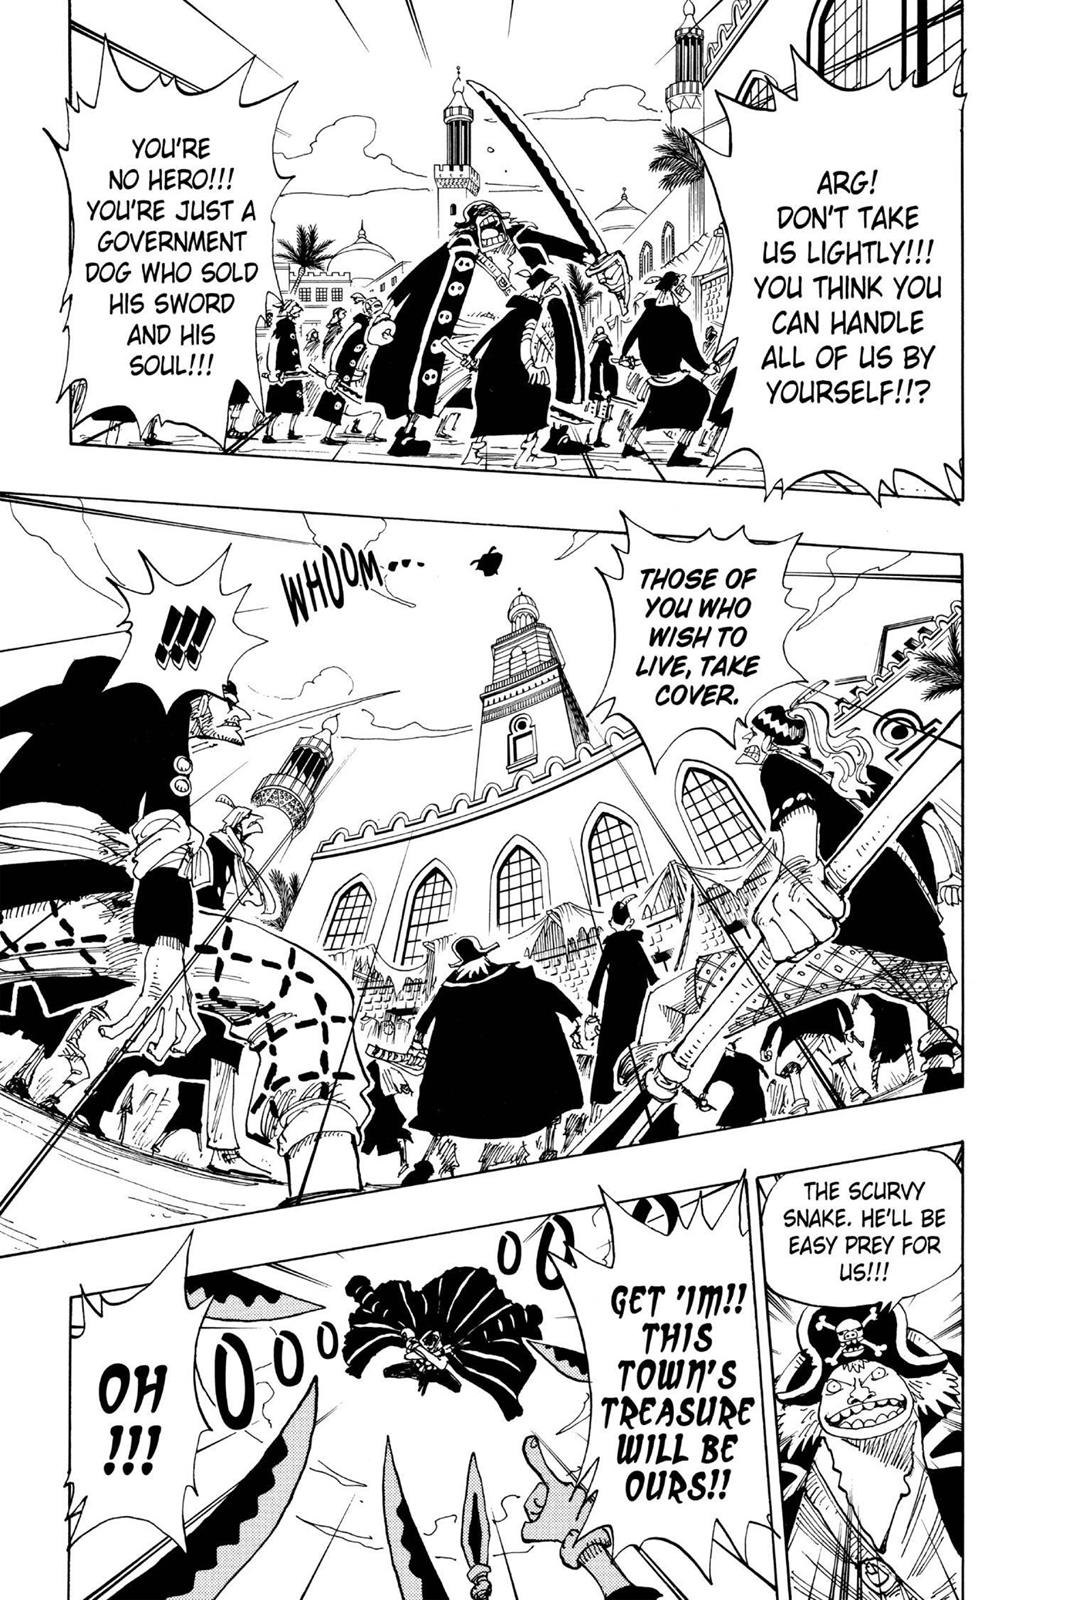 ARG!
DON'T TAKE
US LIGHTLY!!!
YOU THINK YOU
CAN HANDLE
ALL OF US BY
YOURSELF!!?
YOU'RE
NO HERO!!!
YOU'RE JUST A
GOVERNMENT
DOG WHO SOLD
HIS SWORD
AND HIS
SOUL!!!
THOSE OF
YOU WHO
WISH TO
LIVE, TAKE
COVER.
WHOOM...
!!!
THE SCURVY
SNAKE. HE'LL BE
EASY PREY FOR
US!!!
GET 'IM!!
THIS
TOWN'S
TREASURE
WILL BE
OURS!!
OOOOOO
OH
!!!